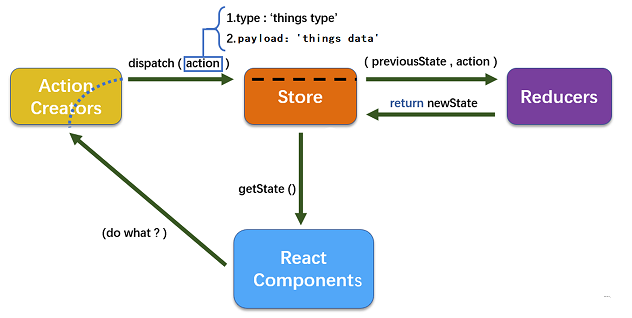 1.type : ‘things type’
2.payload: ‘things data’
dispatch ( action )
( previousState , action )
Action
Creators
Store
Reducers
return newState
getState ()
(do what ? )
React
Components